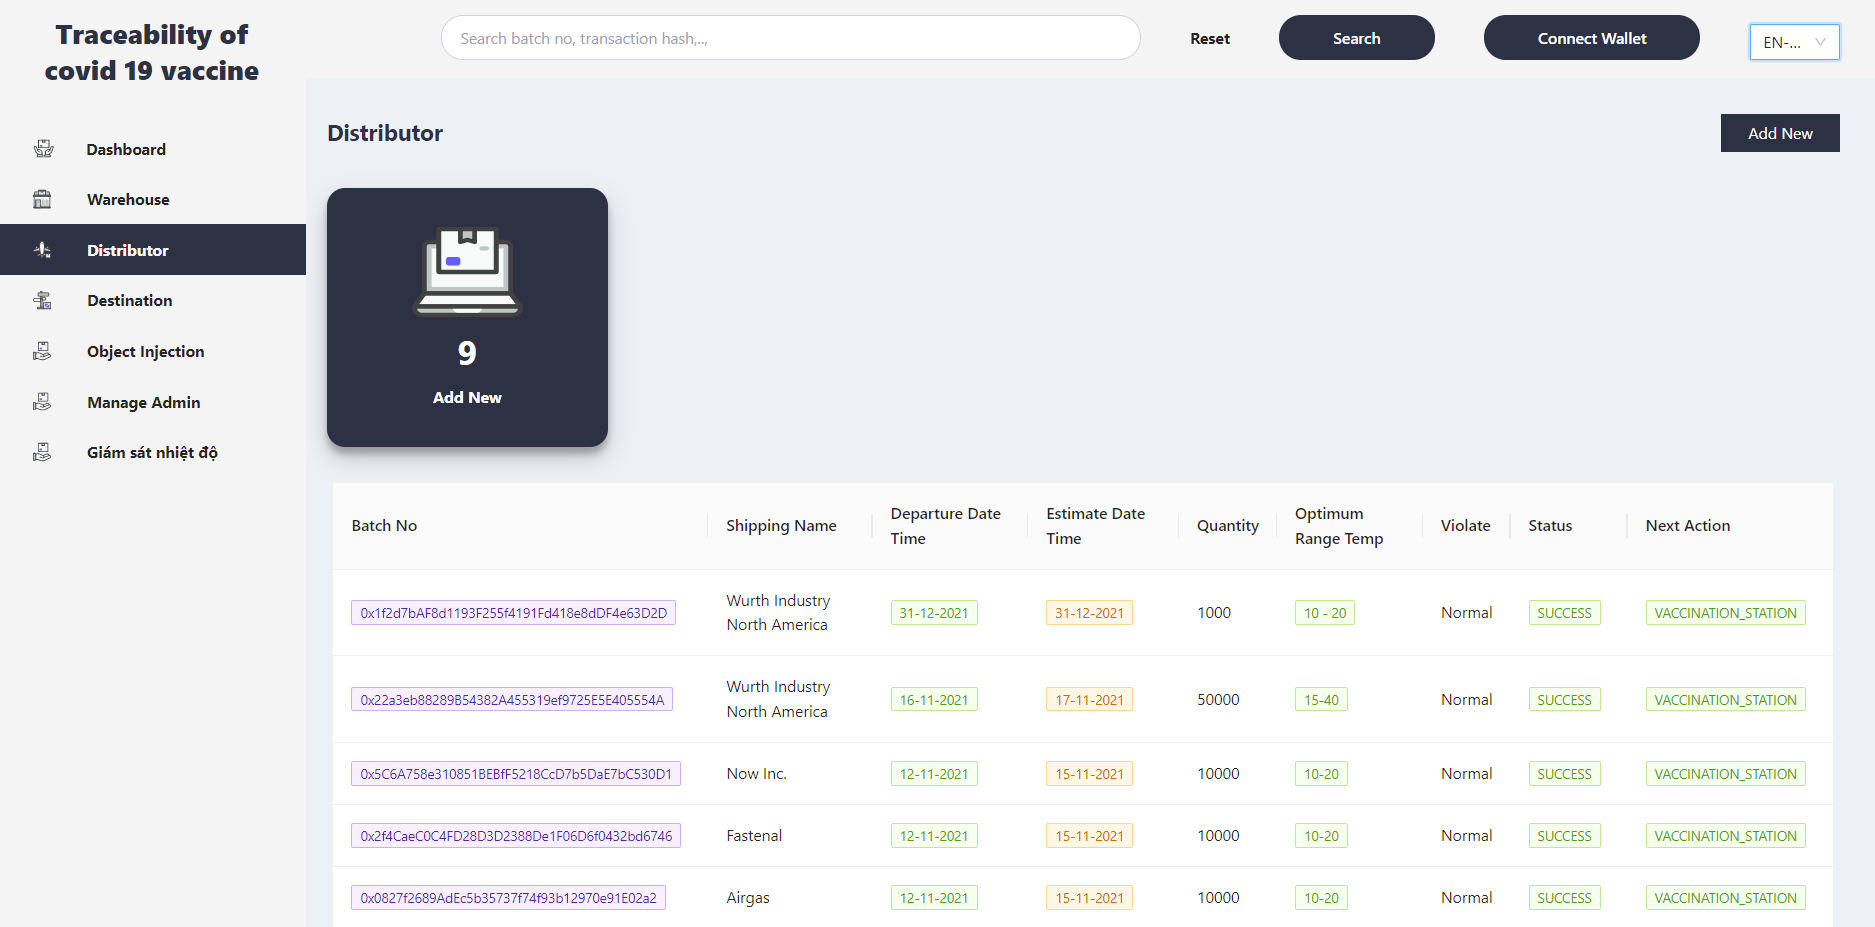 Traceability of
covid 19 vaccine
Search batch no, transaction hash,..,
Reset
Search
Connect Wallet
EN-...
Dashboard
Warehouse
Distributor
Destination
Object Injection
Manage Admin
Giám sát nhiệt độ
Distributor
Add New
9
Add New
Batch No
Shipping Name
Departure Date
Time
Estimate Date
Time
Quantity
Optimum
Range Temp
Violate
Status
Next Action
0x1f2d7bAF8d1193F255f4191Fd418e8dDF4e63D2D
Wurth Industry
North America
31-12-2021
31-12-2021
1000
10 - 20
Normal
SUCCESS
VACCINATION_STATION
0x22a3eb88289B54382A455319ef9725E5E405554A
Wurth Industry
North America
16-11-2021
17-11-2021
50000
15-40
Normal
SUCCESS
VACCINATION_STATION
0x5C6A758e310851BEBfF5218CcD7b5DaE7bC530D1
Now Inc.
12-11-2021
15-11-2021
10000
10-20
Normal
SUCCESS
VACCINATION_STATION
0x2f4CaeC0C4FD28D3D2388De1F06D6f0432bd6746
Fastenal
12-11-2021
15-11-2021
10000
10-20
Normal
SUCCESS
VACCINATION_STATION
0x0827f2689AdEc5b35737f74f93b12970e91E02a2
Airgas
12-11-2021
15-11-2021
10000
10-20
Normal
SUCCESS
VACCINATION_STATION